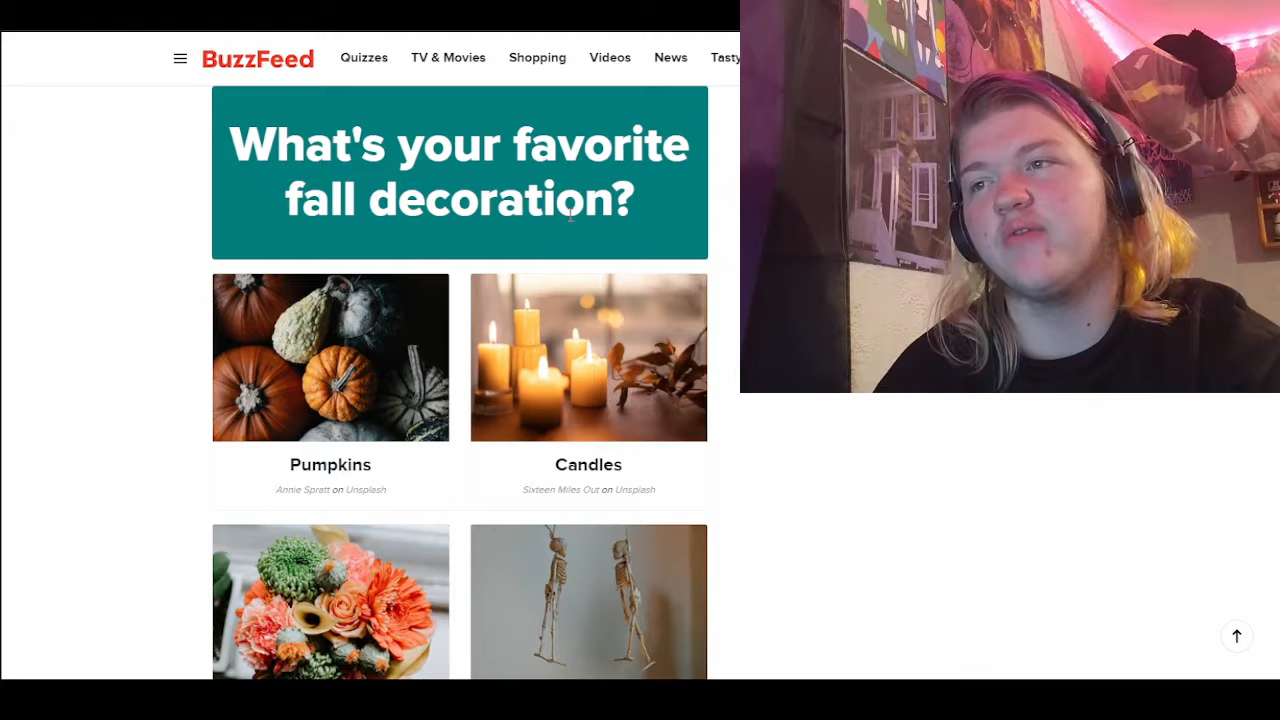 BuzzFeed Quizzes TV & Movies Shopping Videos News Tasty
What's your favorite
fall decoration?
Pumpkins
Annie Spratt on Unsplash
Candles
Sixteen Miles Out on Unsplash